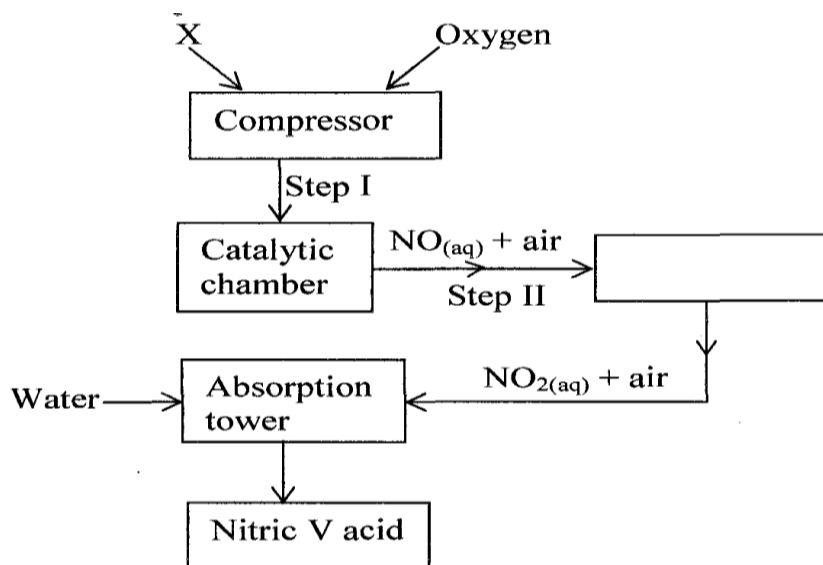 X
Oxygen
Compressor
Step I
Catalytic
chamber
NO(aq) + air
Step II
NO2(aq) + air
Water
Absorption
tower
Nitric V acid